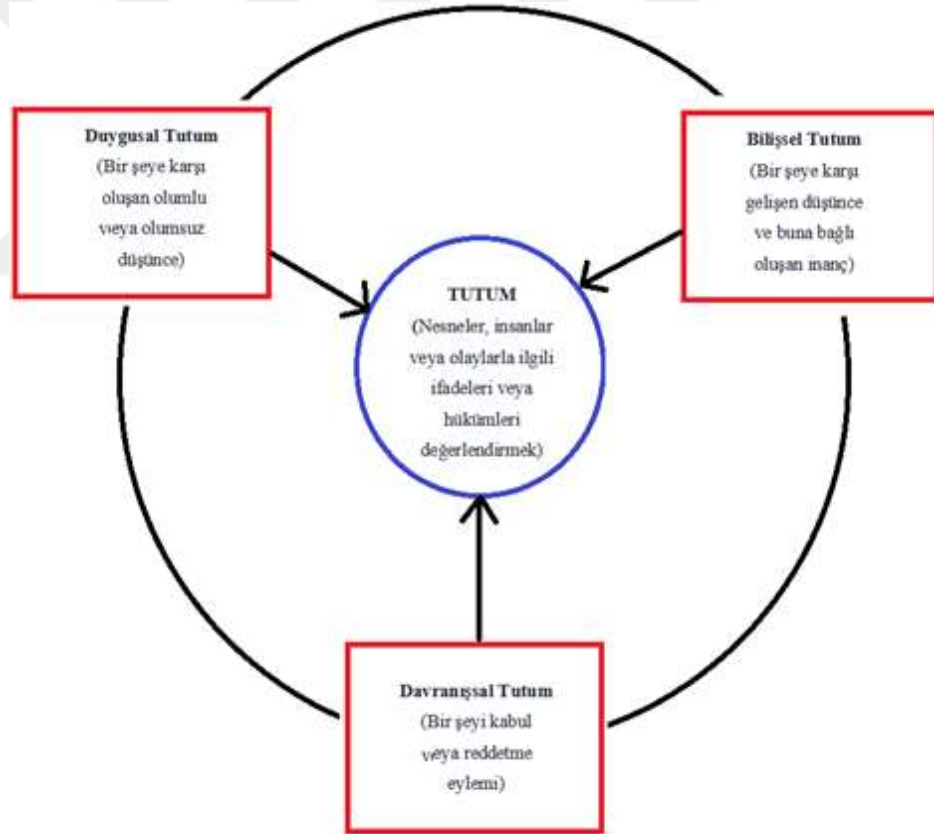 Duygusal Tutum
(Bir şeye karşı
oluşan olumlu
veya olumsuz
düşünce)
Bilişsel Tutum
(Bir şeye karşı
gelişen düşünce
ve buna bağlı
oluşan inanç)
TUTUM
(Nesneler, insanlar
veya olaylarla ilgili
ifadeleri veya
hükümleri
değerlendirmek)
Davranışsal Tutum
(Bir şeyi kabul
veya reddetme
eylemi)